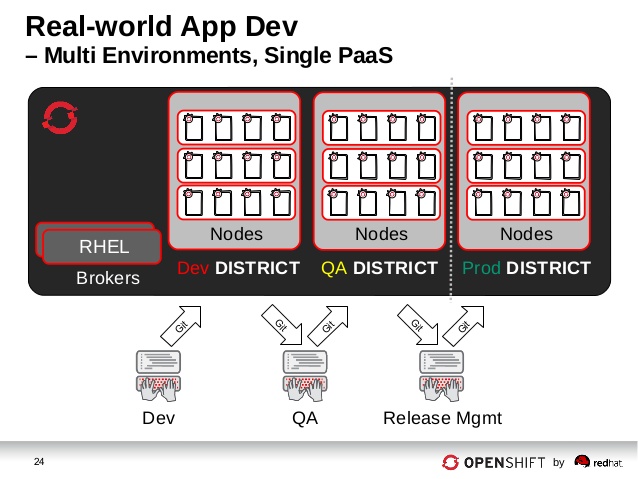 Real-world App Dev
– Multi Environments, Single PaaS
Nodes
Nodes
Nodes
RHEL
Brokers
Dev DISTRICT
QA DISTRICT
Prod DISTRICT
Git
Git
Git
Git
Git
Dev
QA
Release Mgmt
24
OPENSHIFT by redhat.